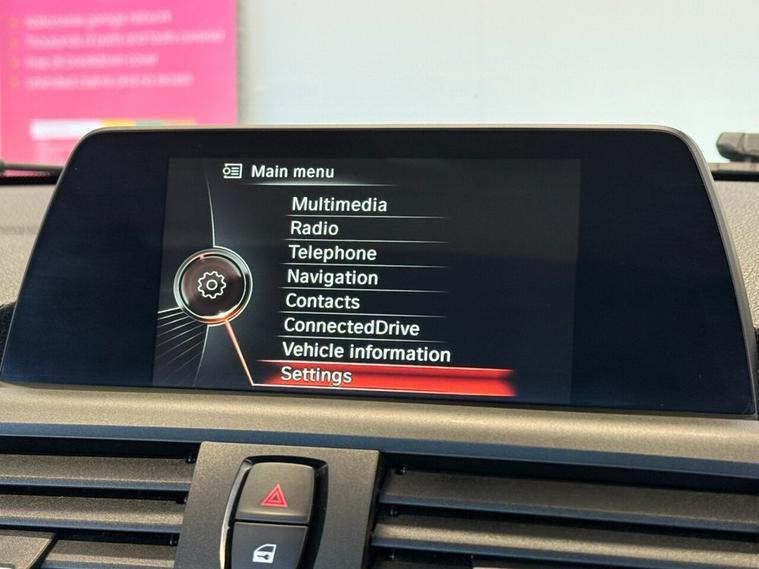 Main menu
Multimedia
Radio
Telephone
Navigation
Contacts
ConnectedDrive
Vehicle information
Settings